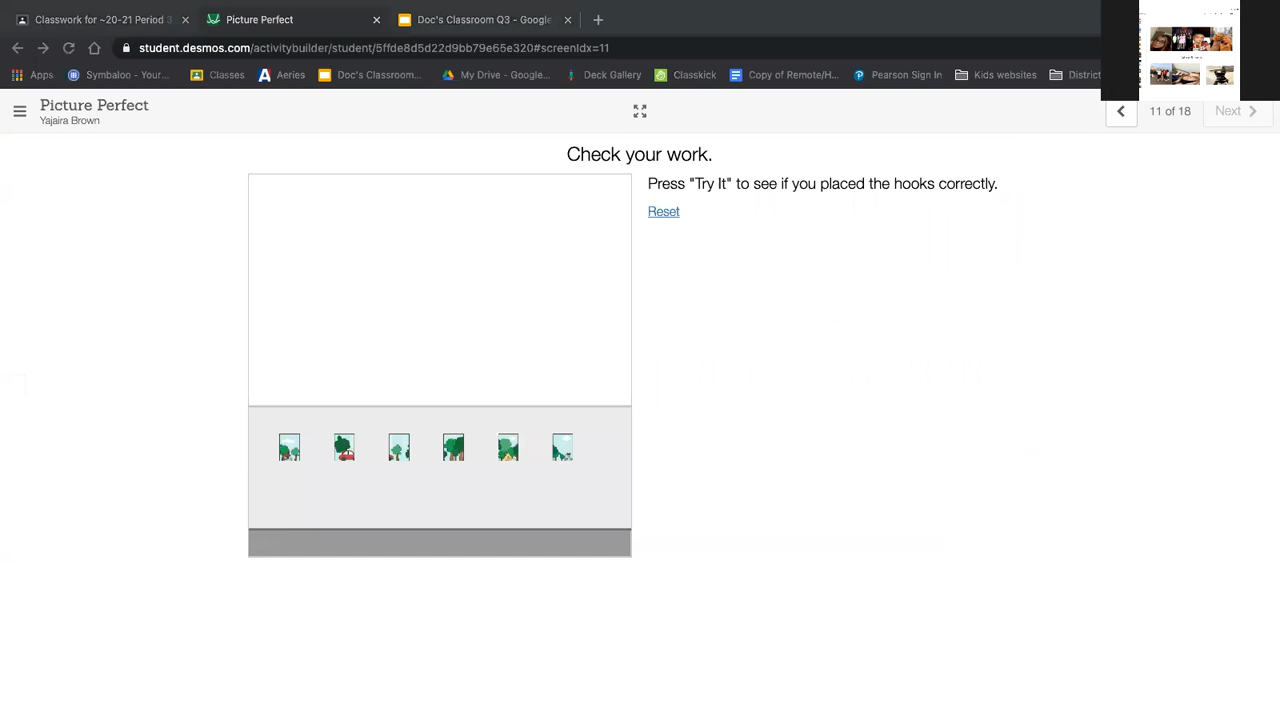 Classwork for ~20-21 Period 3
Picture Perfect
Doc's Classroom Q3 - Google
student.desmos.com/activitybuilder/student/5ffde8d5d22d9bb79e65e320#screenIdx=11
Apps
Symbaloo - Your...
Classes
Aeries
Doc's Classroom...
My Drive - Google...
Deck Gallery
Classkick
Copy of Remote/H...
Pearson Sign In
Kids websites
District
Picture Perfect
Yajaira Brown
11 of 18
Next
Check your work.
Press "Try It" to see if you placed the hooks correctly.
Reset